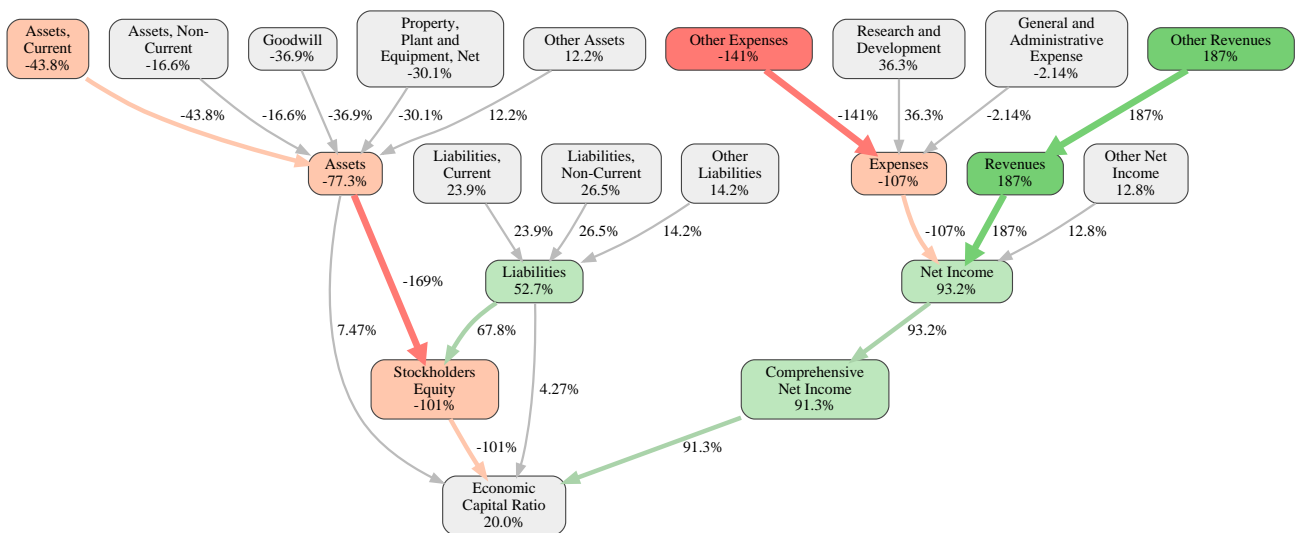 Assets,
Current
-43.8%
Assets, Non-
Current
-16.6%
Goodwill
-36.9%
Property,
Plant and
Equipment, Net
-30.1%
Other Assets
12.2%
Other Expenses
-141%
Research and
Development
36.3%
General and
Administrative
Expense
-2.14%
Other Revenues
187%
-43.8%
-16.6%
-36.9%
-30.1%
12.2%
-141%
36.3%
-2.14%
187%
Assets
-77.3%
Liabilities,
Current
23.9%
Liabilities,
Non-Current
26.5%
Other
Liabilities
14.2%
Expenses
-107%
Revenues
187%
Other Net
Income
12.8%
23.9%
26.5%
14.2%
-107%
187%
12.8%
-169%
Liabilities
52.7%
Net Income
93.2%
7.47%
67.8%
93.2%
Stockholders
Equity
-101%
4.27%
Comprehensive
Net Income
91.3%
-101%
91.3%
Economic
Capital Ratio
20.0%